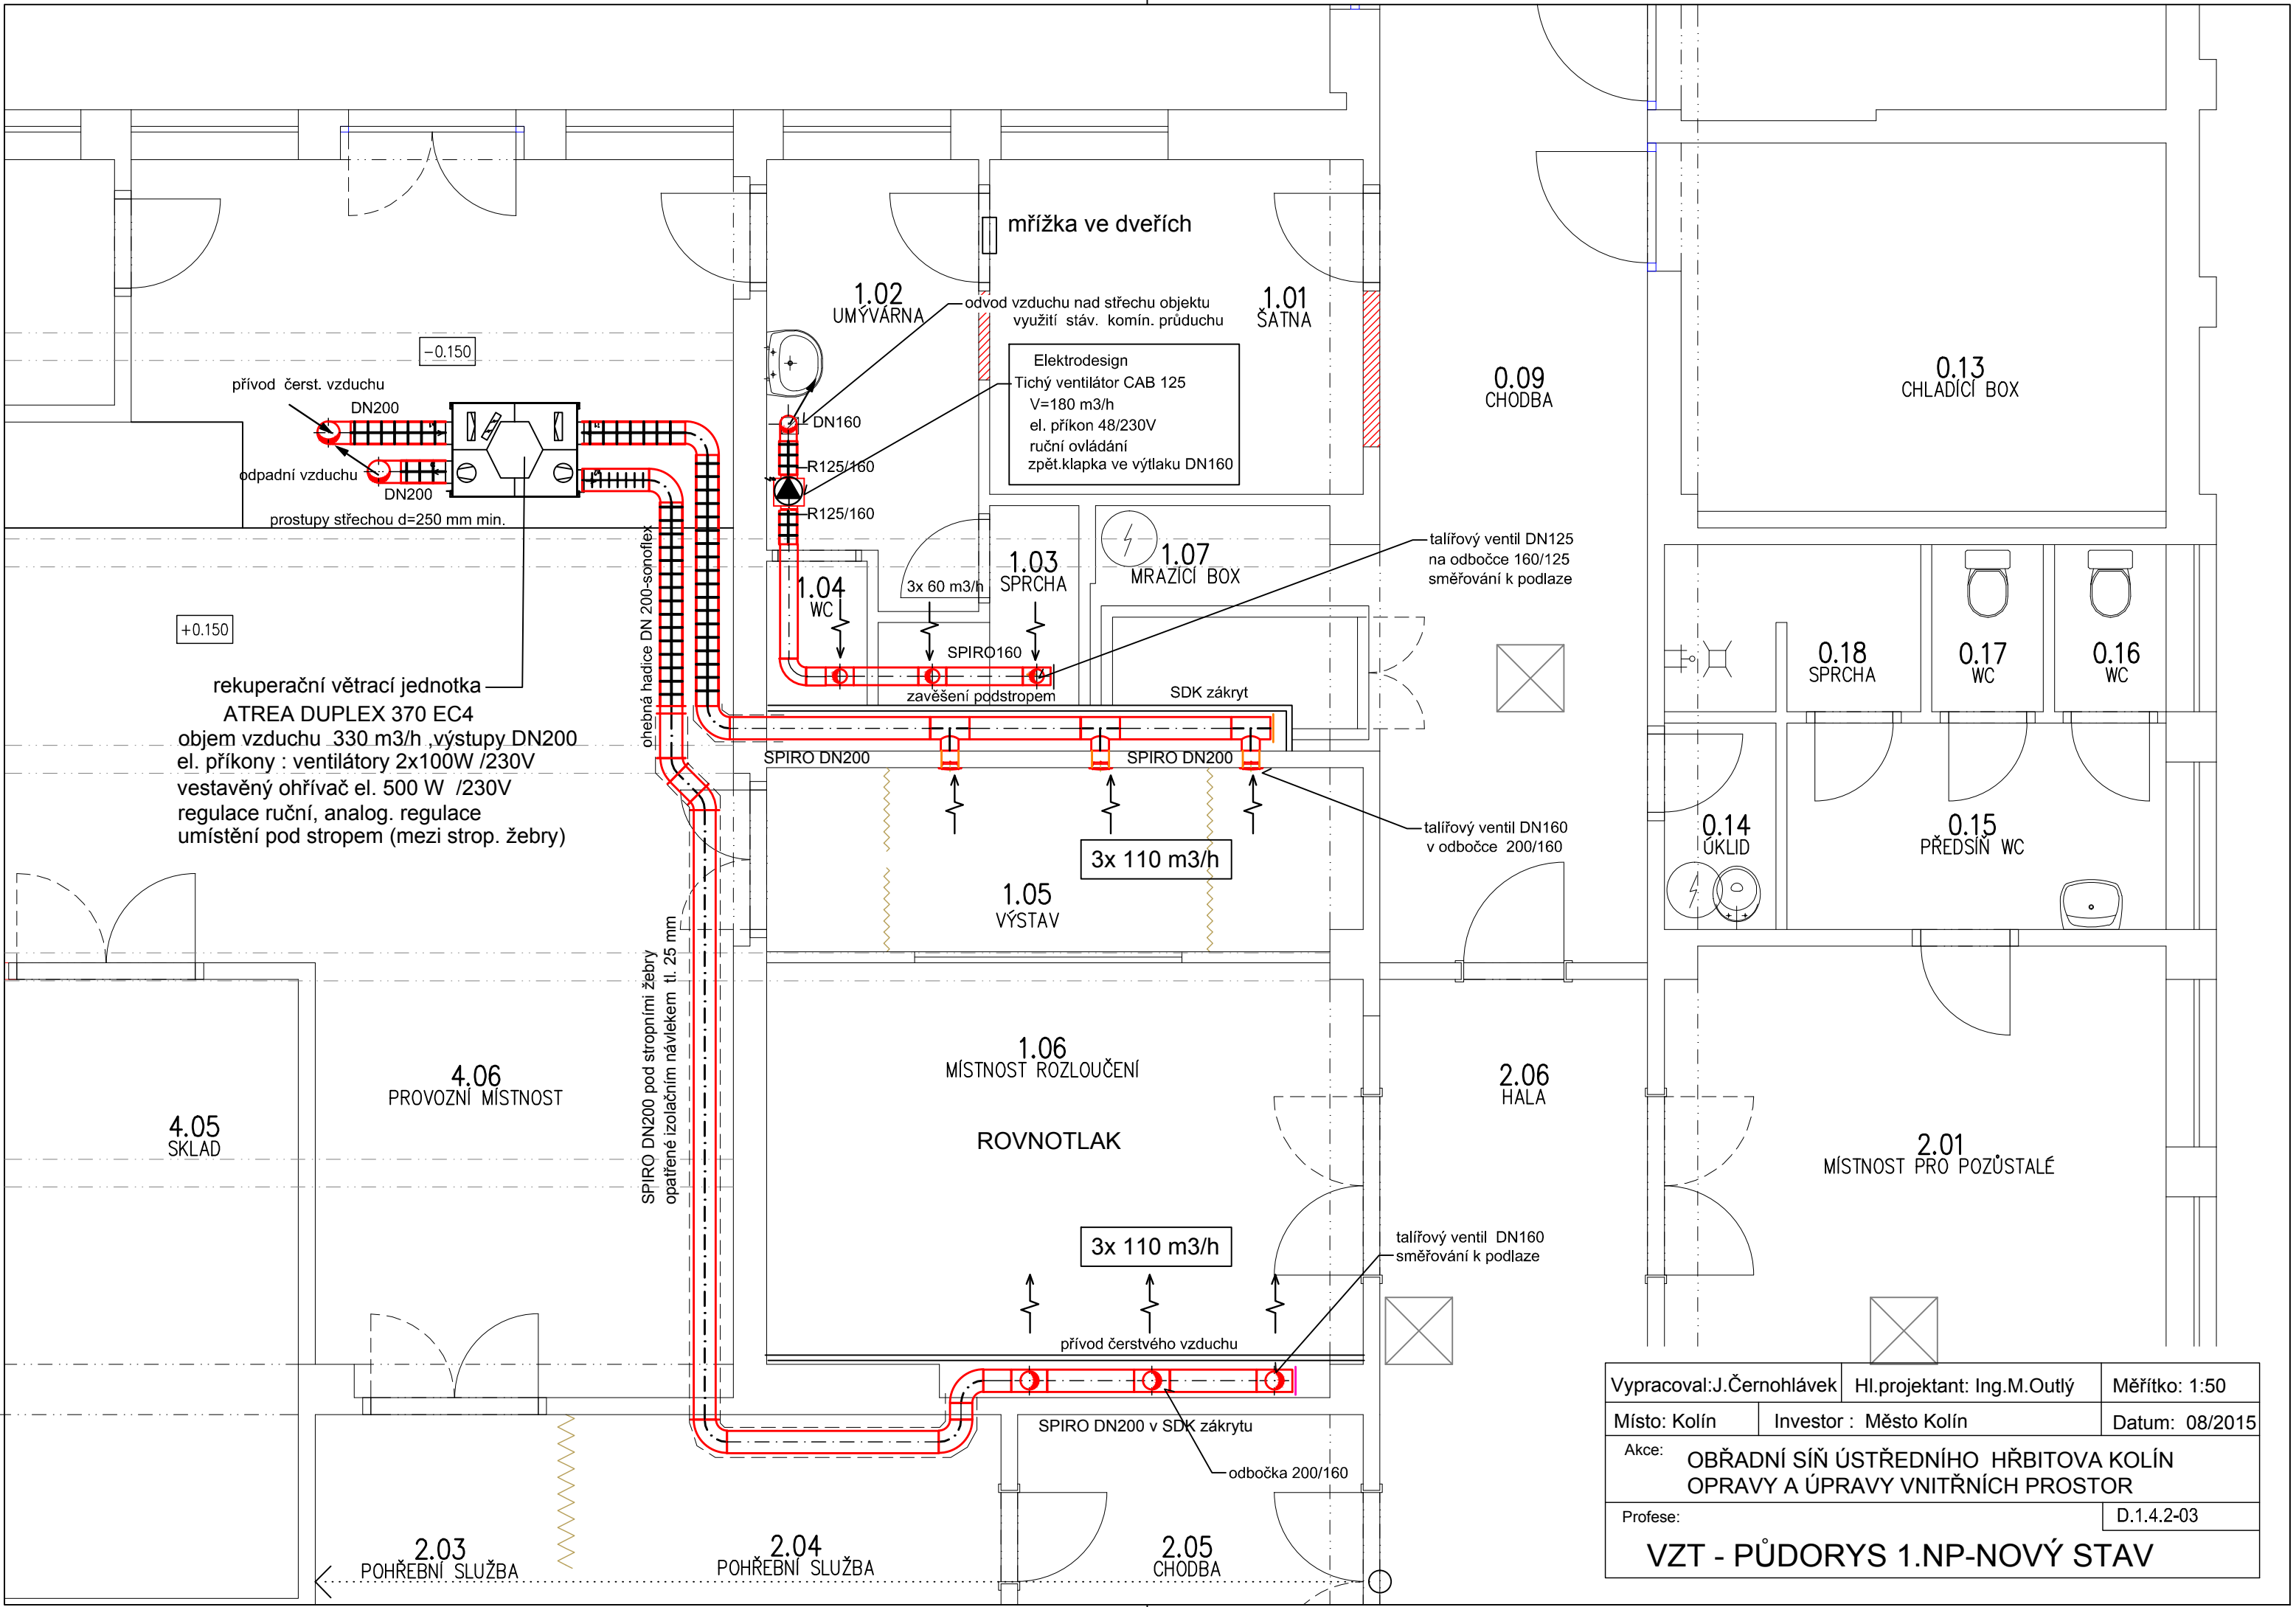 mřížka ve dveřích
1.02
UMÝVÁRNA
odvod vzduchu nad střechu objektu
využití stáv. komín. průduchu
1.01
ŠATNA
-0.150
přívod čerst. vzduchu
DN200
odpadní vzduchu
DN200
prostupy střechou d=250 mm min.
DN160
R125/160
R125/160
Elektrodesign
Tichý ventilátor CAB 125
V=180 m3/h
el. příkon 48/230V
ruční ovládání
zpět.klapka ve výtlaku DN160
0.09
CHODBA
0.13
CHLADÍCÍ BOX
+0.150
ohebná hadice DN 200-sonoflex
1.04
WC
3x 60 m3/h
1.03
SPRCHA
1.07
MRAZÍCÍ BOX
talířový ventil DN125
na odbočce 160/125
směřování k podlaze
SPIRO160
zavěšení podstropem
SDK zákryt
0.18
SPRCHA
0.17
WC
0.16
WC
rekuperační větrací jednotka
ATREA DUPLEX 370 EC4
objem vzduchu 330 m3/h ,výstupy DN200
el. příkony : ventilátory 2x100W /230V
vestavěný ohřívač el. 500 W /230V
regulace ruční, analog. regulace
umístění pod stropem (mezi strop. žebry)
SPIRO DN200
SPIRO DN200
talířový ventil DN160
v odbočce 200/160
3x 110 m3/h
1.05
VÝSTAV
0.14
ÚKLID
0.15
PŘEDSÍŇ WC
SPIRO DN200 pod stropními žebry
opatřené izolačním návlekem tl. 25 mm
4.06
PROVOZNÍ MÍSTNOST
4.05
SKLAD
1.06
MÍSTNOST ROZLOUČENÍ
ROVNOTLAK
2.06
HALA
2.01
MÍSTNOST PRO POZŮSTALÉ
3x 110 m3/h
talířový ventil DN160
směřování k podlaze
přívod čerstvého vzduchu
SPIRO DN200 v SDK zákrytu
odbočka 200/160
2.03
POHŘEBNÍ SLUŽBA
2.04
POHŘEBNÍ SLUŽBA
2.05
CHODBA
Vypracoval:J.Černohlávek Hl.projektant: Ing.M.Outlý Měřítko: 1:50
Místo: Kolín Investor : Město Kolín Datum: 08/2015
Akce: OBŘADNÍ SÍŇ ÚSTŘEDNÍHO HŘBITOVA KOLÍN
OPRAVY A ÚPRAVY VNITŘNÍCH PROSTOR
Profese: D.1.4.2-03
VZT - PŮDORYS 1.NP-NOVÝ STAV